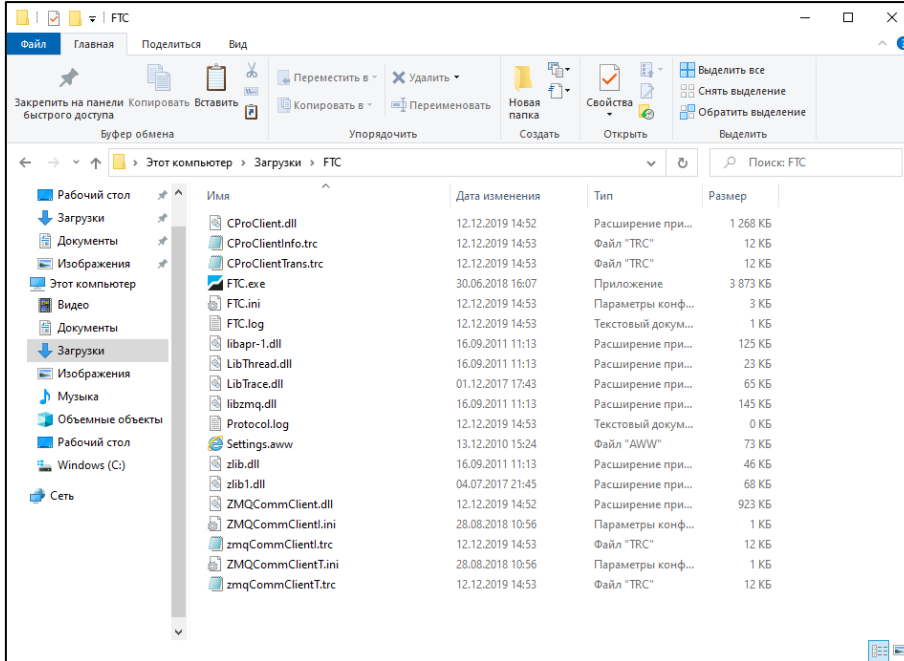 FTC
Файл Главная Поделиться Вид
Закрепить на панели быстрого доступа
Копировать
Вставить
Переместить в
Копировать в
Удалить
Переименовать
Новая папка
Свойства
Выделить все
Снять выделение
Обратить выделение
Буфер обмена Упорядочить Создать Открыть Выделить
Этот компьютер › Загрузки › FTC
Поиск: FTC
Рабочий стол
Загрузки
Документы
Изображения
Этот компьютер
Видео
Документы
Загрузки
Изображения
Музыка
Объемные объекты
Рабочий стол
Windows (C:)
Сеть
Имя Дата изменения Тип Размер
CProClient.dll 12.12.2019 14:52 Расширение при... 1 268 КБ
CProClientInfo.trc 12.12.2019 14:53 Файл "TRC" 12 КБ
CProClientTrans.trc 12.12.2019 14:53 Файл "TRC" 12 КБ
FTC.exe 30.06.2018 16:07 Приложение 3 873 КБ
FTC.ini 12.12.2019 14:53 Параметры конф... 3 КБ
FTC.log 12.12.2019 14:53 Текстовый докум... 1 КБ
libapr-1.dll 16.09.2011 11:13 Расширение при... 125 КБ
LibThread.dll 16.09.2011 11:13 Расширение при... 23 КБ
LibTrace.dll 01.12.2017 17:43 Расширение при... 65 КБ
libzmq.dll 16.09.2011 11:13 Расширение при... 145 КБ
Protocol.log 12.12.2019 14:53 Текстовый докум... 0 КБ
Settings.aww 13.12.2010 15:24 Файл "AWW" 73 КБ
zlib.dll 16.09.2011 11:13 Расширение при... 46 КБ
zlib1.dll 04.07.2017 21:45 Расширение при... 68 КБ
ZMQCommClient.dll 12.12.2019 14:52 Расширение при... 923 КБ
ZMQCommClientI.ini 28.08.2018 10:56 Параметры конф... 1 КБ
zmqCommClientI.trc 12.12.2019 14:53 Файл "TRC" 12 КБ
ZMQCommClientT.ini 28.08.2018 10:56 Параметры конф... 1 КБ
zmqCommClientT.trc 12.12.2019 14:53 Файл "TRC" 12 КБ